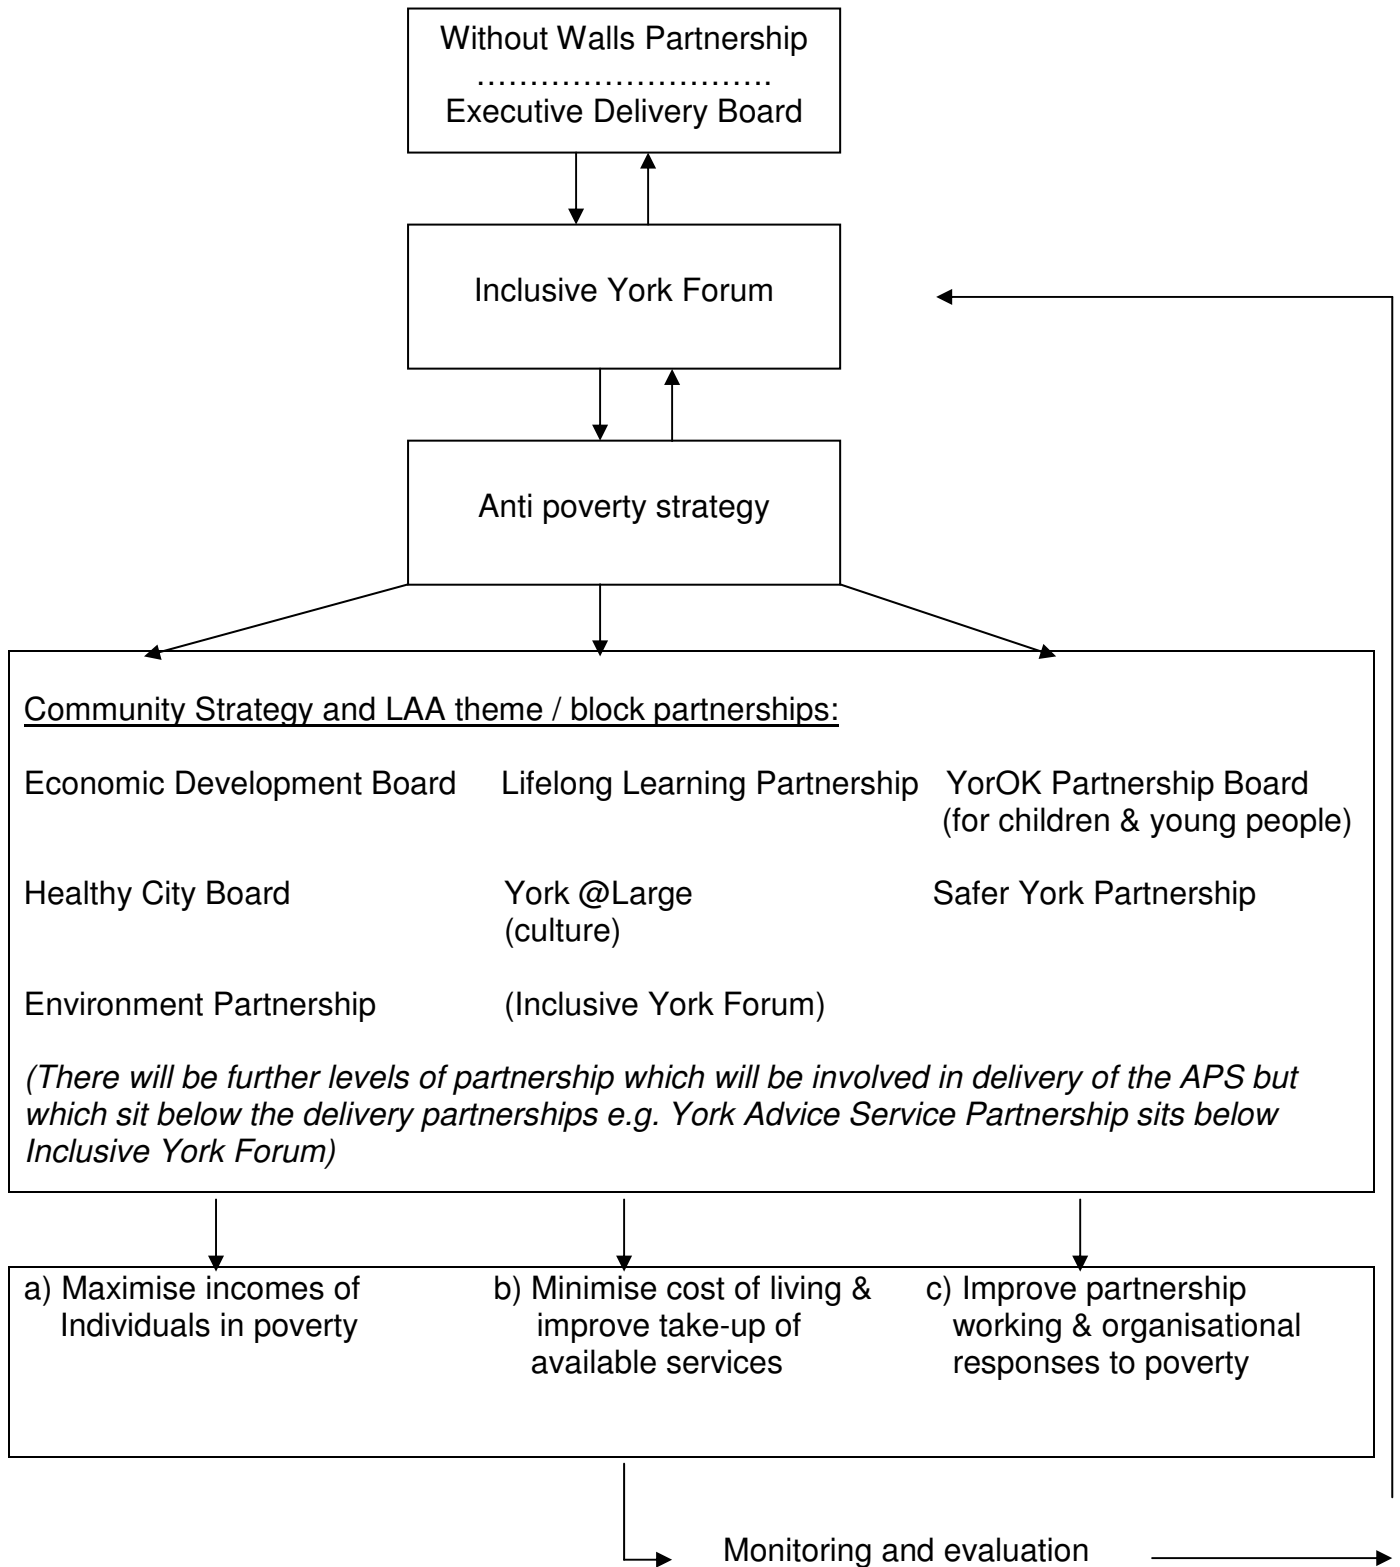 Without Walls Partnership
……………………….
Executive Delivery Board
Inclusive York Forum
Anti poverty strategy
Community Strategy and LAA theme / block partnerships:
Economic Development Board Lifelong Learning Partnership YorOK Partnership Board
(for children & young people)
Healthy City Board York @Large Safer York Partnership
(culture)
Environment Partnership (Inclusive York Forum)
(There will be further levels of partnership which will be involved in delivery of the APS but
which sit below the delivery partnerships e.g. York Advice Service Partnership sits below
Inclusive York Forum)
a) Maximise incomes of
Individuals in poverty
b) Minimise cost of living &
improve take-up of
available services
c) Improve partnership
working & organisational
responses to poverty
Monitoring and evaluation